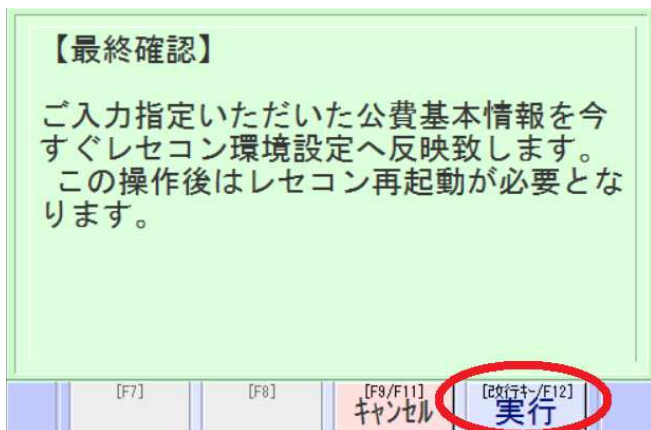 【最終確認】
ご入力指定いただいた公費基本情報を今
すぐレセコン環境設定へ反映致します。
この操作後はレセコン再起動が必要とな
ります。
[F7] [F8] [F9/F11] [改行キー/F12]
キャンセル 実行